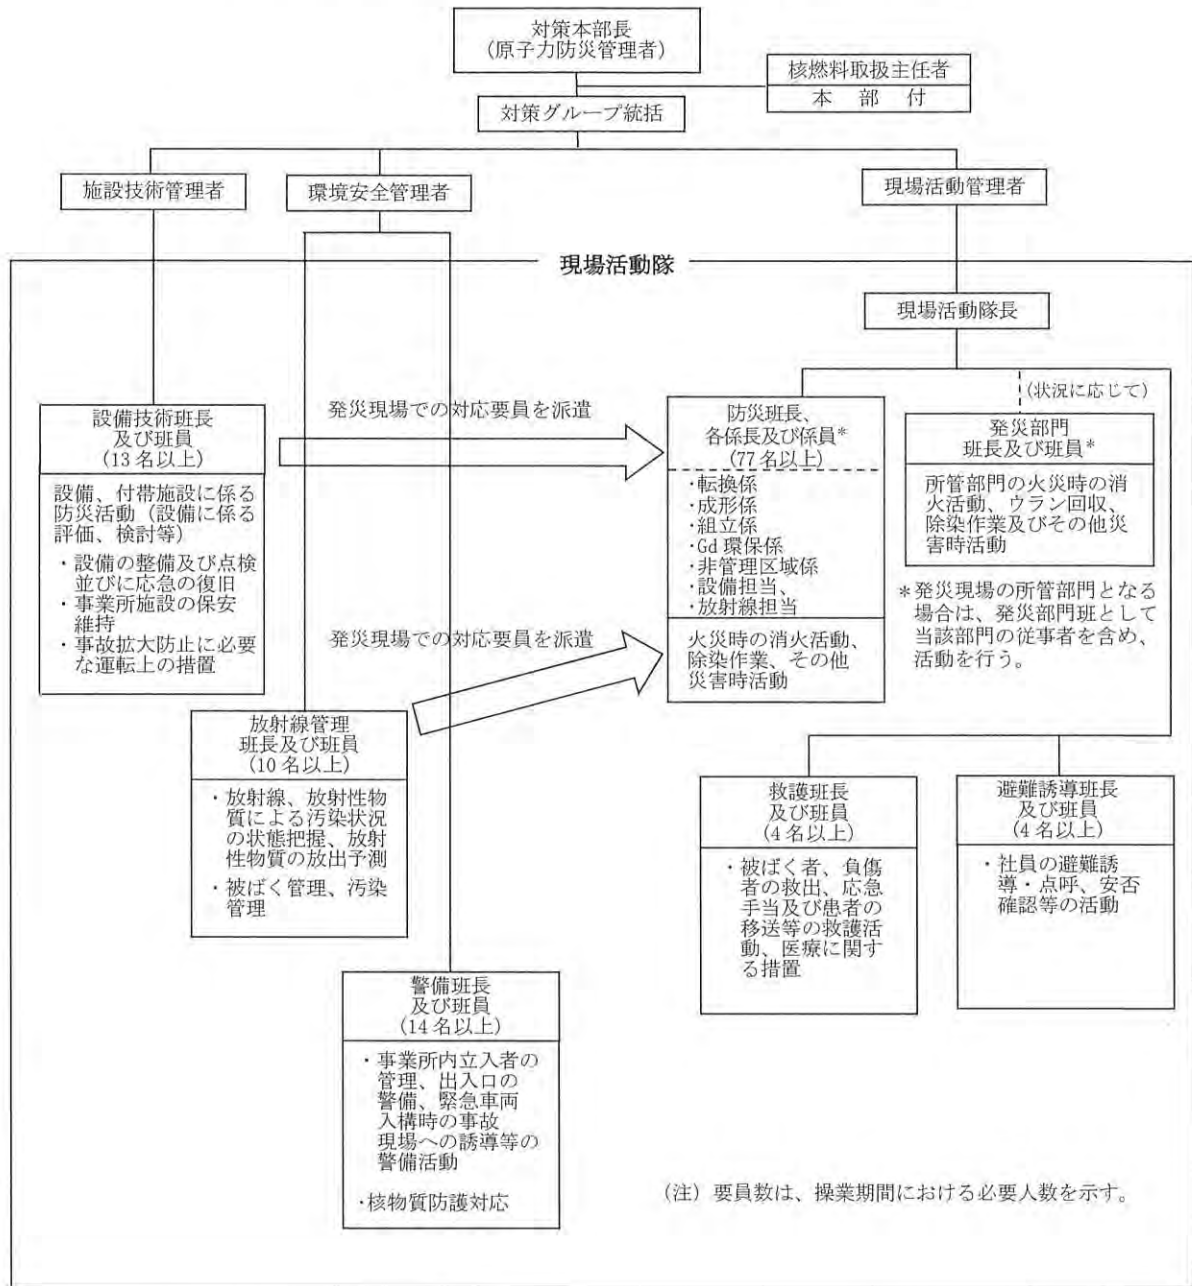 対策本部長
(原子力防災管理者)
核燃料取扱主任者
本 部 付
対策グループ統括
施設技術管理者
環境安全管理者
現場活動管理者
現場活動隊
現場活動隊長
設備技術班長
及び班員
(13名以上)
設備、付帯施設に係る
防災活動（設備に係る
評価、検討等）
・設備の整備及び点検
並びに応急の復旧
・事業所施設の保安
維持
・事故拡大防止に必要
な運転上の措置
発災現場での対応要員を派遣
防災班長、
各係長及び係員*
(77名以上)
・転換係
・成形係
・組立係
・Gd環保係
・非管理区域係
・設備担当、
・放射線担当
火災時の消火活動、
除染作業、その他
災害時活動
(状況に応じて)
発災部門
班長及び班員*
所管部門の火災時の消
火活動、ウラン回収、
除染作業及びその他災
害時活動
*発災現場の所管部門となる
場合は、発災部門班として
当該部門の従事者を含め、
活動を行う。
発災現場での対応要員を派遣
放射線管理
班長及び班員
(10名以上)
・放射線、放射性物
質による汚染状況
の状態把握、放射
性物質の放出予測
・被ばく管理、汚染
管理
救護班長
及び班員
(4名以上)
・被ばく者、負傷
者の救出、応急
手当及び患者の
移送等の救護活
動、医療に関す
る措置
避難誘導班長
及び班員
(4名以上)
・社員の避難誘
導・点呼、安否
確認等の活動
警備班長
及び班員
(14名以上)
・事業所内立入者の
管理、出入口の
警備、緊急車両
入構時の事故
現場への誘導等の
警備活動
・核物質防護対応
(注) 要員数は、操業期間における必要人数を示す。